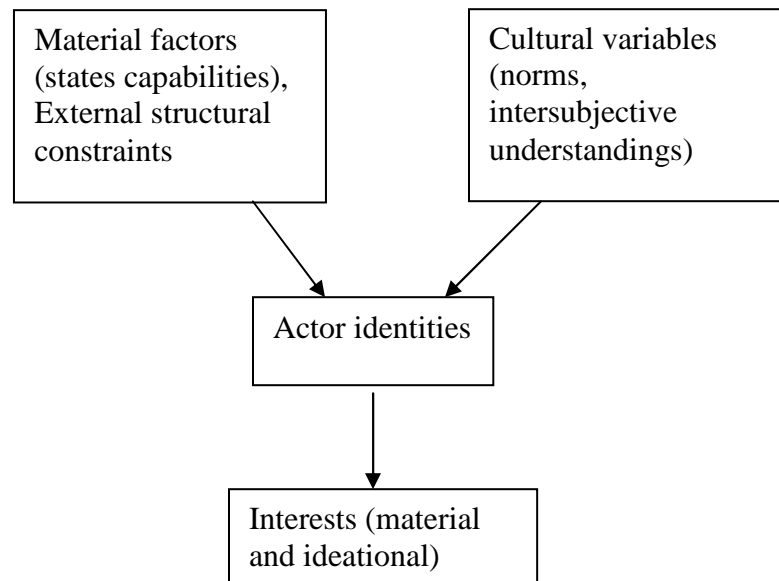 Material factors
(states capabilities),
External structural
constraints
Cultural variables
(norms,
intersubjective
understandings)
Actor identities
Interests (material
and ideational)